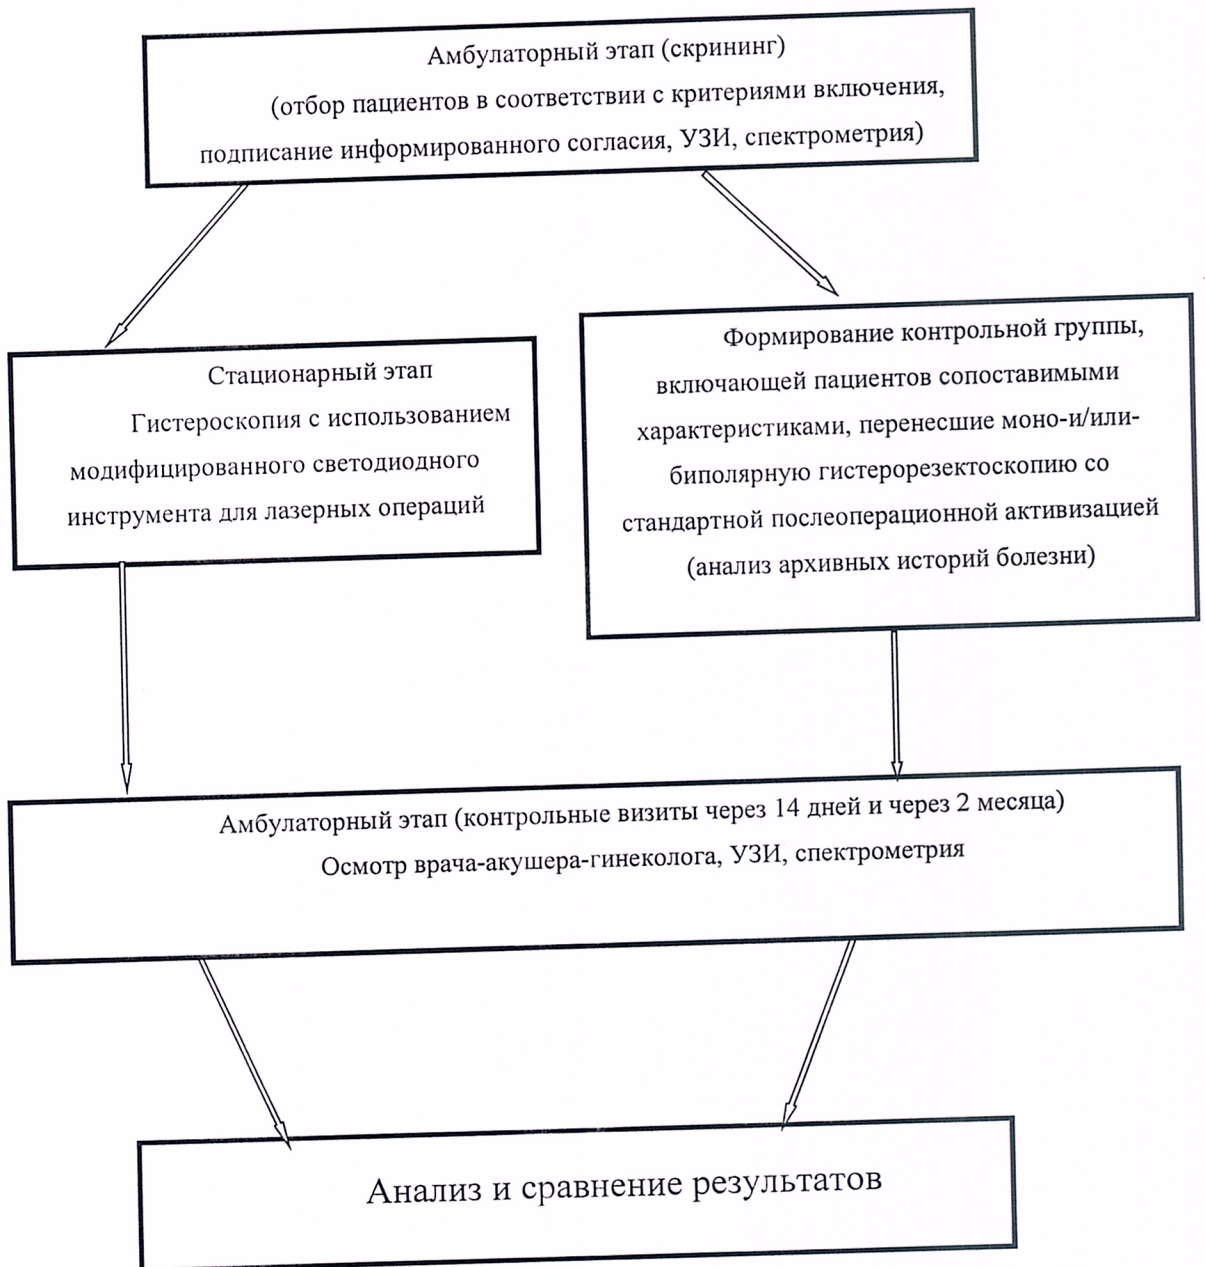 Амбулаторный этап (скрининг)
(отбор пациентов в соответствии с критериями включения,
подписание информированного согласия, УЗИ, спектрометрия)
Стационарный этап
Гистероскопия с использованием
модифицированного светодиодного
инструмента для лазерных операций
Формирование контрольной группы,
включающей пациентов сопоставимыми
характеристиками, перенесшие моно-и/или-
биполярную гистерорезектоскопию со
стандартной послеоперационной активизацией
(анализ архивных историй болезни)
Амбулаторный этап (контрольные визиты через 14 дней и через 2 месяца)
Осмотр врача-акушера-гинеколога, УЗИ, спектрометрия
Анализ и сравнение результатов